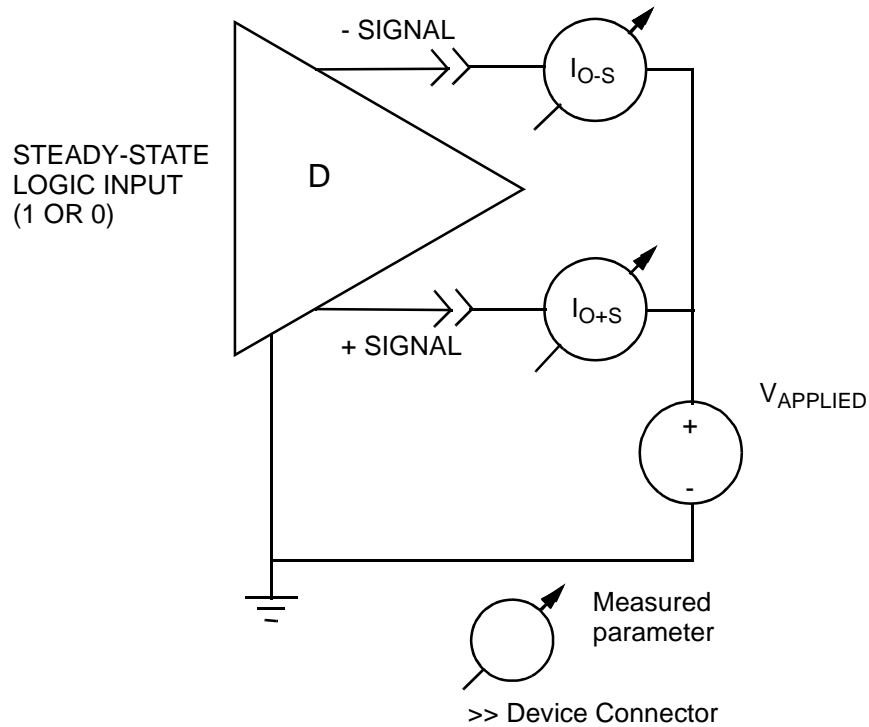 - SIGNAL
I_O-S
STEADY-STATE
LOGIC INPUT
(1 OR 0)
D
I_O+S
+ SIGNAL
V_APPLIED
+
-
Measured
parameter
>> Device Connector